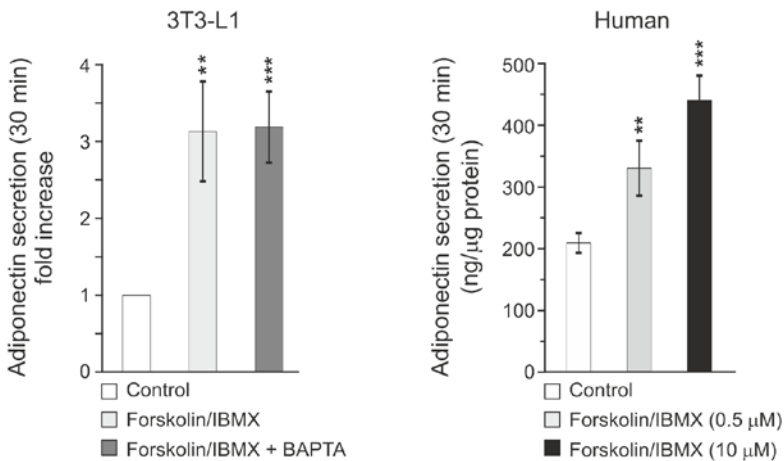 3T3-L1
Adiponectin secretion (30 min)
fold increase
4
3
2
1
0
**
***
Control
Forskolin/IBMX
Forskolin/IBMX + BAPTA
Human
Adiponectin secretion (30 min)
(ng/µg protein)
500
400
300
200
100
0
**
***
Control
Forskolin/IBMX (0.5 µM)
Forskolin/IBMX (10 µM)